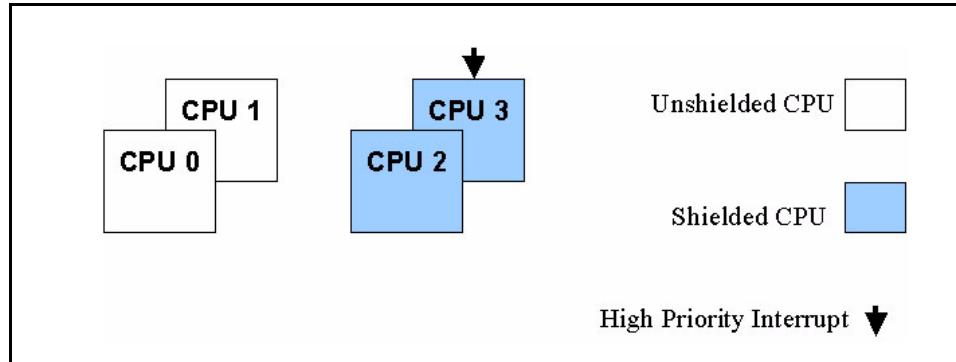 CPU 1
CPU 0
CPU 3
CPU 2
Unshielded CPU
Shielded CPU
High Priority Interrupt